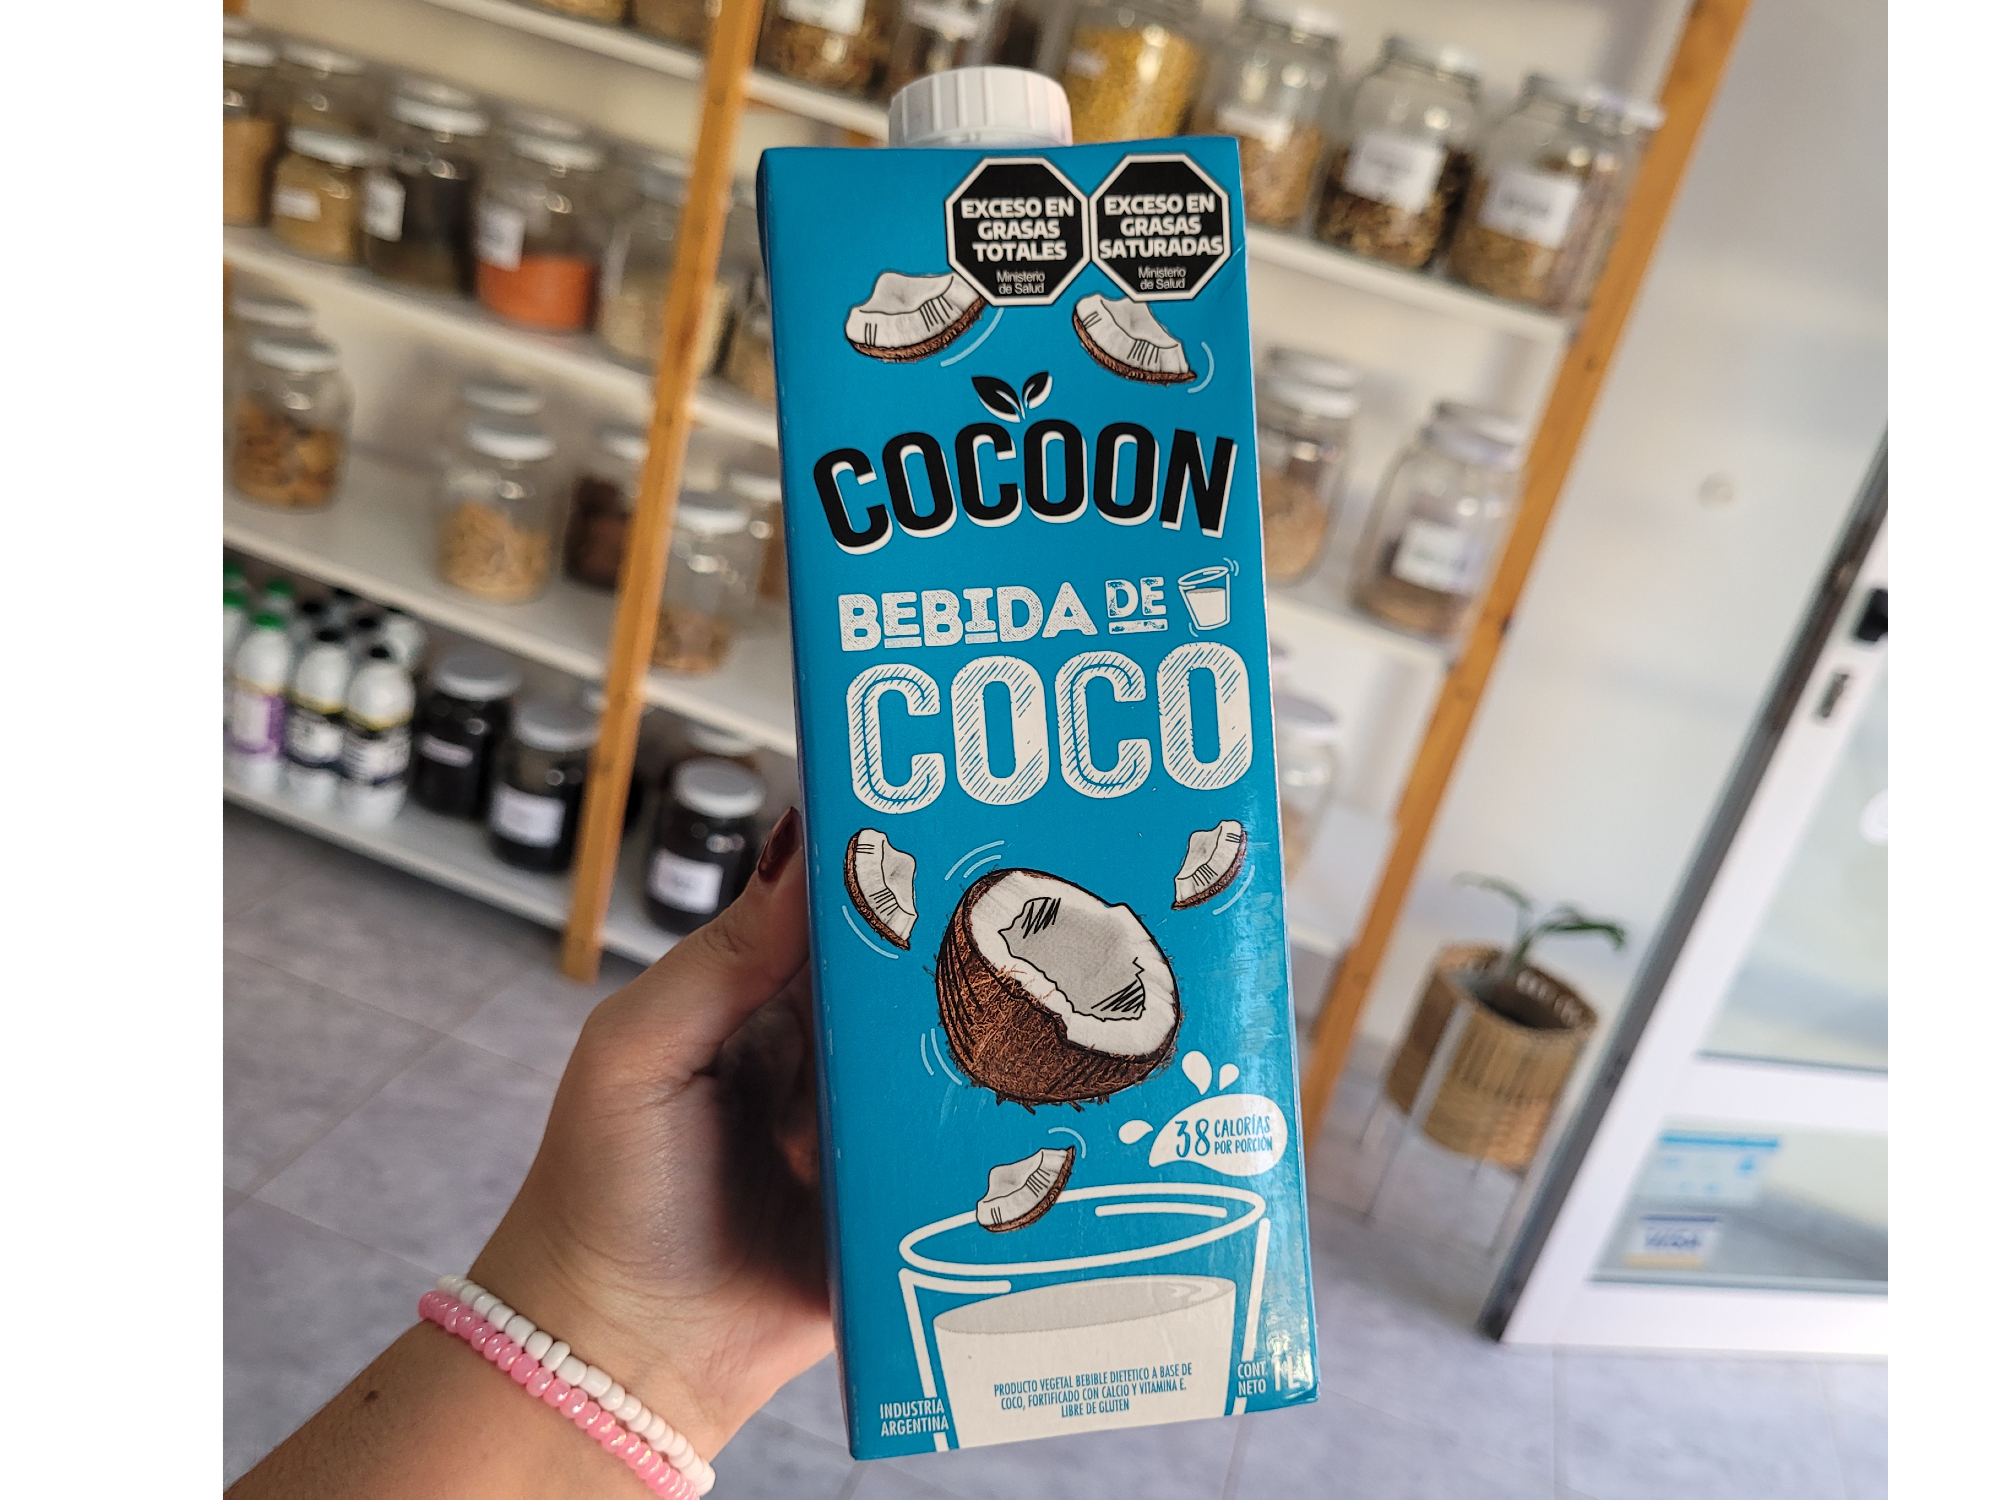 EXCESO EN
GRASAS
TOTALES
Ministerio
de Salud
EXCESO EN
GRASAS
SATURADAS
Ministerio
de Salud
COCOON
BEBIDA DE
COCO
38 CALORÍAS
POR PORCIÓN
PRODUCTO VEGETAL BEBIBLE DIETETICO A BASE DE
COCO, FORTIFICADO CON CALCIO Y VITAMINA E.
LIBRE DE GLUTEN
INDUSTRIA
ARGENTINA
CONT.
NETO 1L